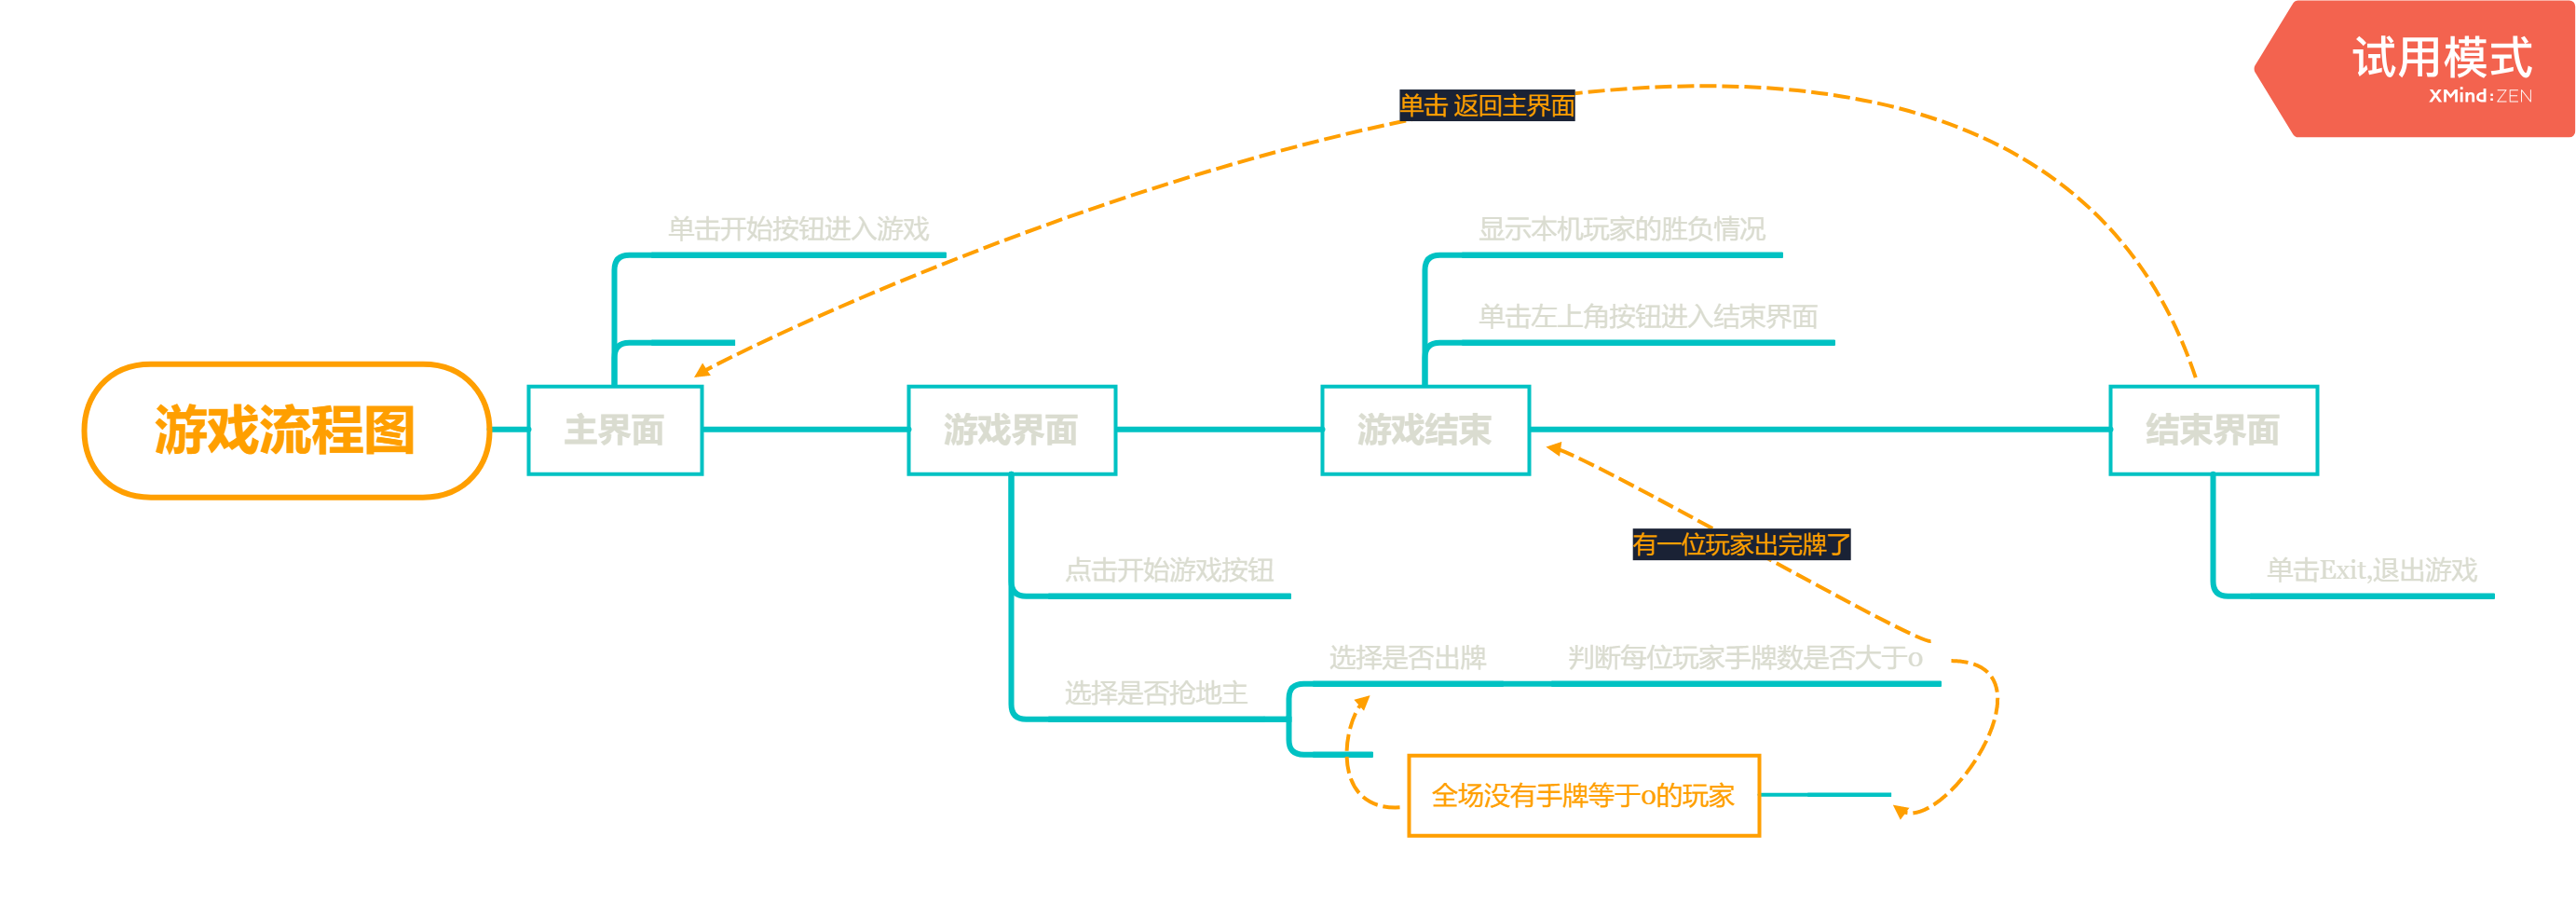 试用模式
XMind:ZEN
单击 返回主界面
单击开始按钮进入游戏
显示本机玩家的胜负情况
单击左上角按钮进入结束界面
游戏流程图
主界面
游戏界面
游戏结束
结束界面
有一位玩家出完牌了
点击开始游戏按钮
单击Exit,退出游戏
选择是否出牌
判断每位玩家手牌数是否大于0
选择是否抢地主
全场没有手牌等于0的玩家